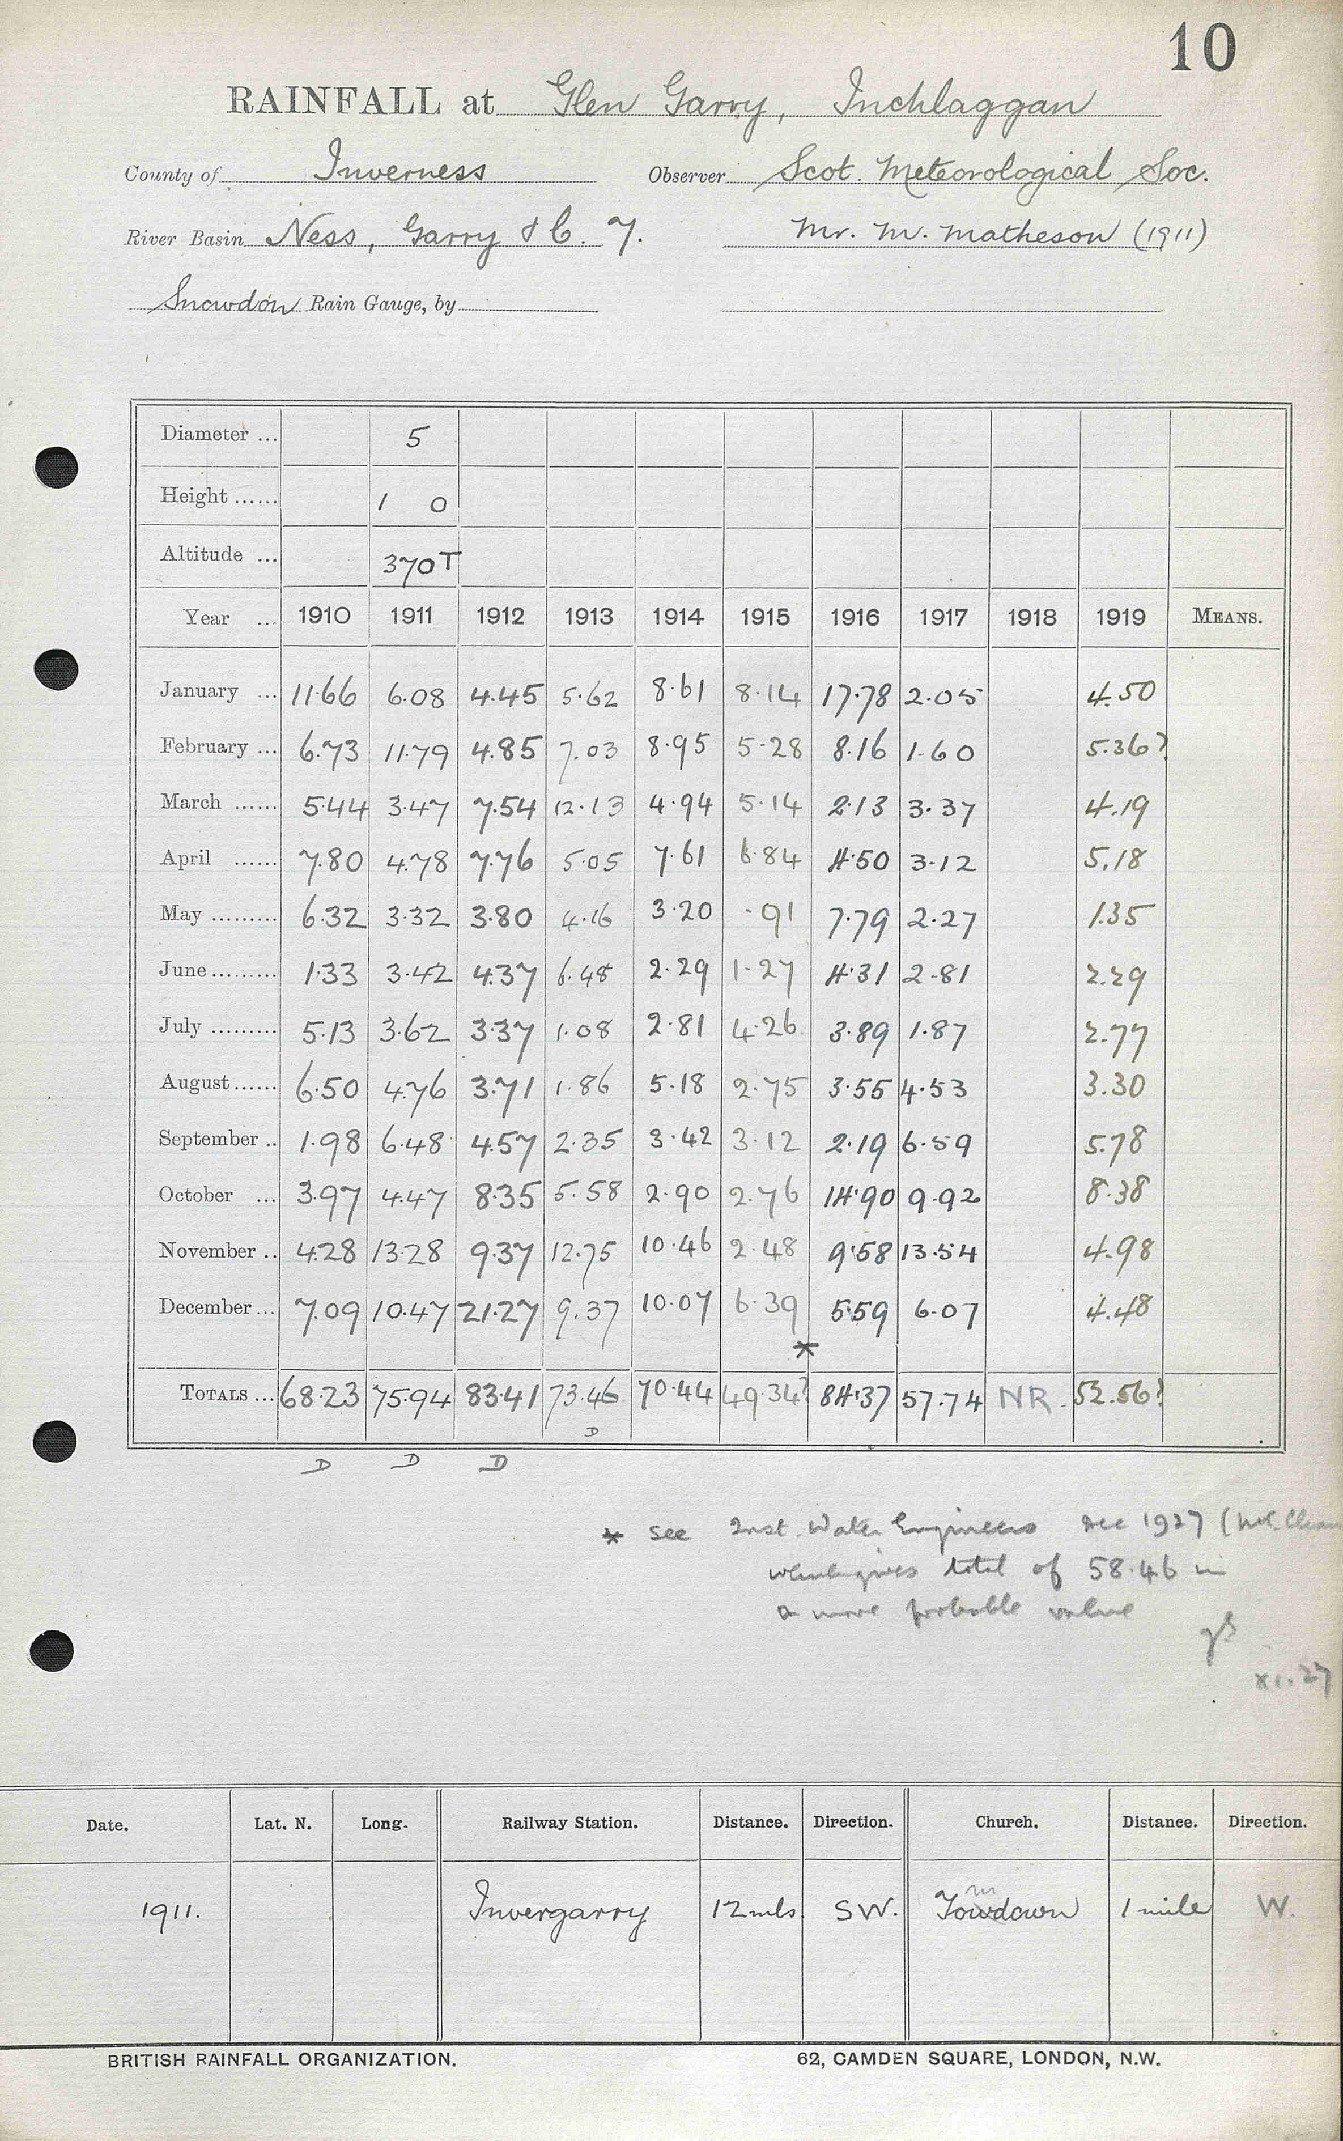 10
RAINFALL at Glen Garry, Inchlaggan
County of Inverness Observer Scot. Meteorological Soc.
River Basin Ness, Garry & C. 7. Mr. M. Matheson (1911)
Snowdon Rain Gauge, by
Diameter ... 5
Height ...... 1 0
Altitude ... 370T
Year ... 1910 1911 1912 1913 1914 1915 1916 1917 1918 1919 MEANS.
January ... 11.66 6.08 4.45 5.62 8.61 8.14 17.78 2.05 4.50
February ... 6.73 11.79 4.85 7.03 8.95 5.28 8.16 1.60 5.36?
March ...... 5.44 3.47 7.54 12.13 4.94 5.14 2.13 3.37 4.19
April ...... 7.80 4.78 7.76 5.05 7.61 6.84 4.50 3.12 5.18
May ......... 6.32 3.32 3.80 4.16 3.20 .91 7.79 2.27 1.35
June......... 1.33 3.42 4.37 6.48 2.29 1.27 4.31 2.81 2.29
July ......... 5.13 3.62 3.37 1.08 2.81 4.26 3.89 1.87 2.77
August...... 6.50 4.76 3.71 1.86 5.18 2.75 3.55 4.53 3.30
September .. 1.98 6.48 4.57 2.35 3.42 3.12 2.19 6.59 5.78
October ... 3.97 4.47 8.35 5.58 2.90 2.76 14.90 9.92 8.38
November .. 4.28 13.28 9.37 12.75 10.46 2.48 9.58 13.54 4.98
December... 7.09 10.47 21.27 9.37 10.07 6.39 5.59 6.07 4.48
*
TOTALS ... 68.23 75.94 83.41 73.46 70.44 49.34? 84.37 57.74 NR. 52.56?
D
D D D
* see Inst. Water Engineers Dec 1927
which gives total of 58.46 in
a more probable value
XI.27
Date. Lat. N. Long. Railway Station. Distance. Direction. Church. Distance. Direction.
1911. Invergarry 12 mls. SW. Towdown 1 mile W.
BRITISH RAINFALL ORGANIZATION. 62, CAMDEN SQUARE, LONDON, N.W.